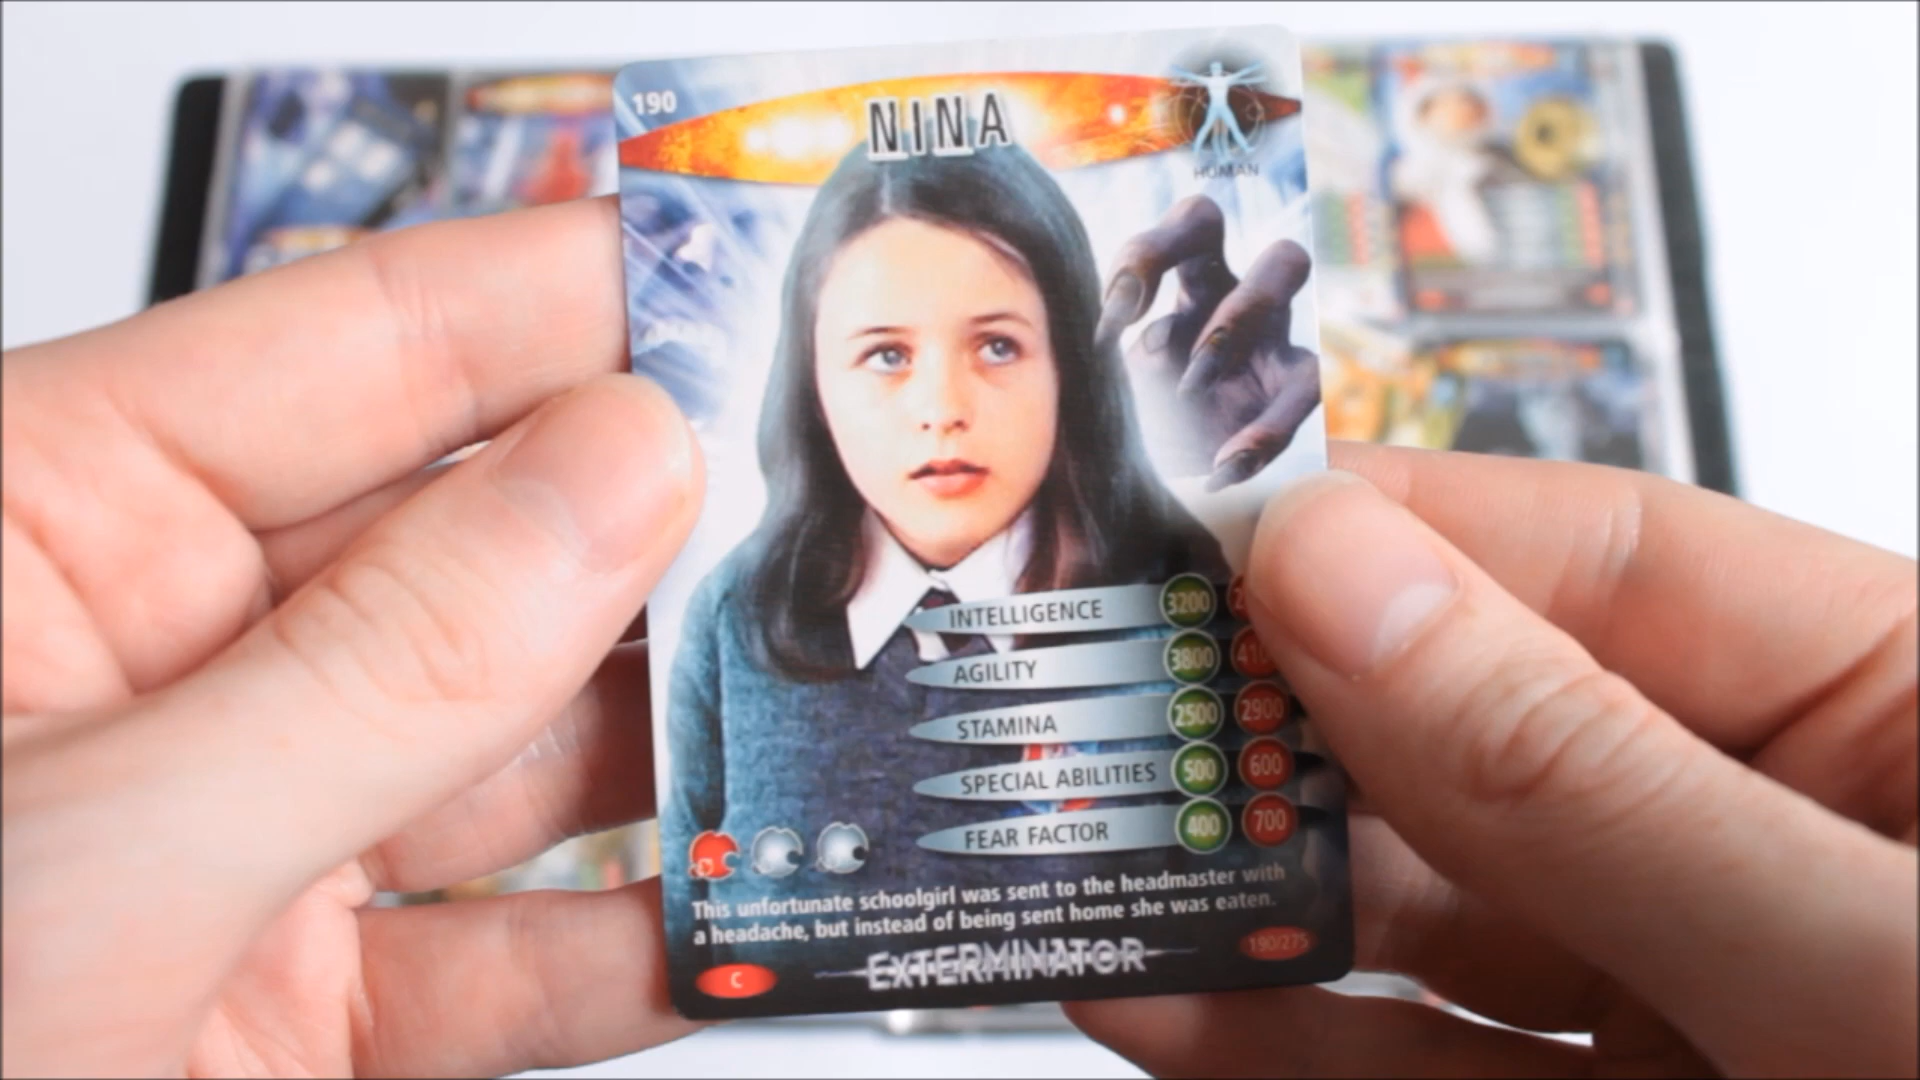 190
NINA
HUMAN
INTELLIGENCE 3200
AGILITY 3800
STAMINA 2500 2900
SPECIAL ABILITIES 500 600
FEAR FACTOR 400 700
This unfortunate schoolgirl was sent to the headmaster with
a headache, but instead of being sent home she was eaten.
EXTERMINATOR
190/275
C